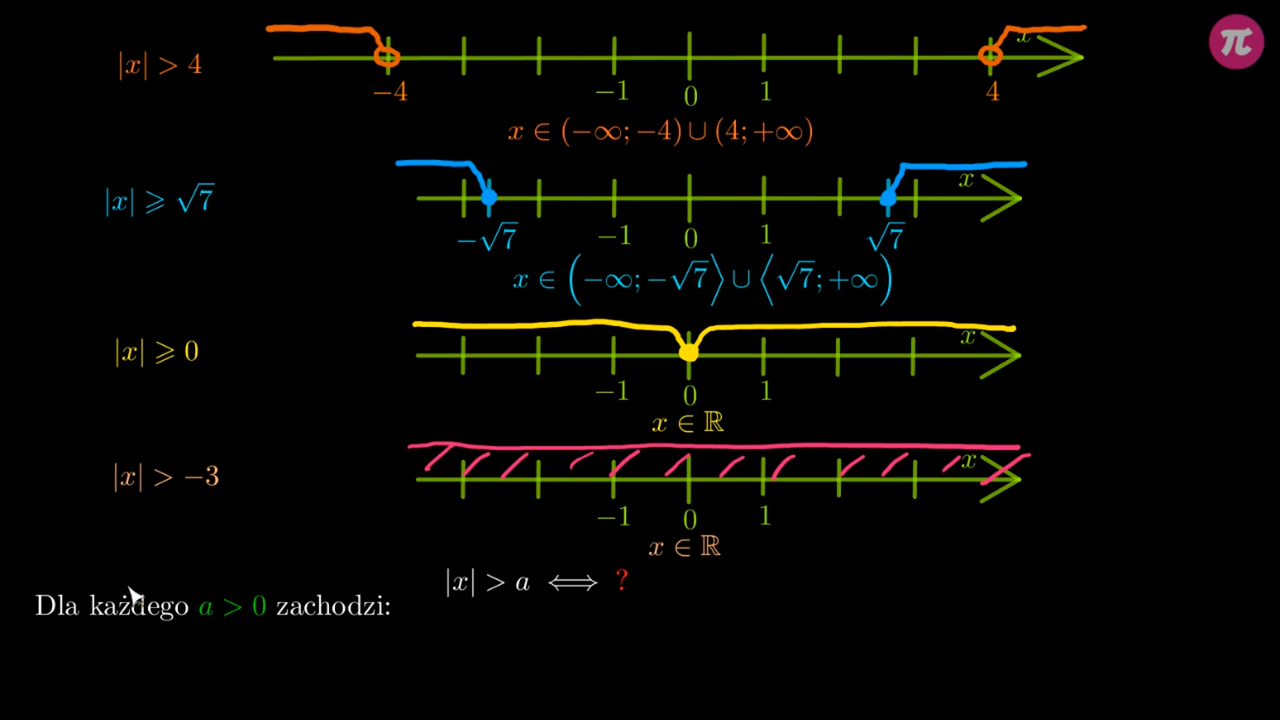 π
|x| > 4
x
−4 −1 0 1 4
x ∈ (−∞; −4) ∪ (4; +∞)
|x| ⩾ √7
x
−√7 −1 0 1 √7
x ∈ (−∞; −√7⟩ ∪ ⟨√7; +∞)
|x| ⩾ 0
x
−1 0 1
x ∈ ℝ
|x| > −3
x
−1 0 1
x ∈ ℝ
|x| > a ⟺ ?
Dla każdego a > 0 zachodzi: